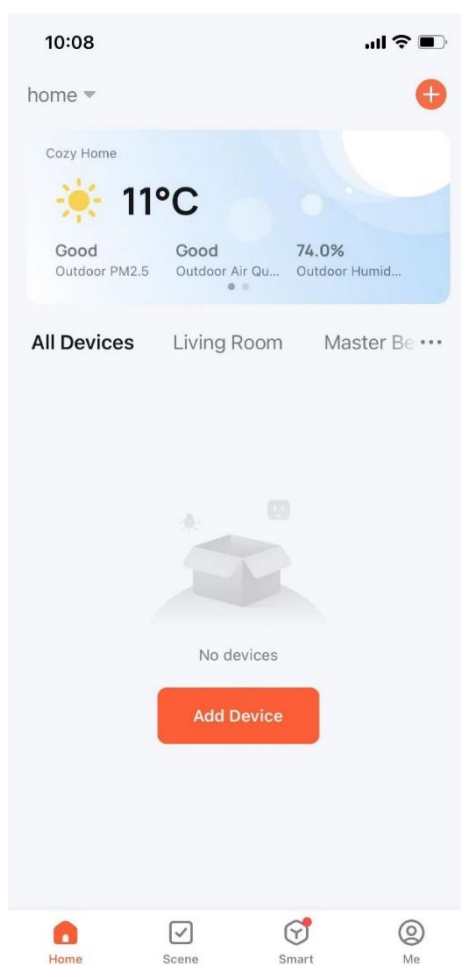 10:08
home
Cozy Home
11°C
Good Good 74.0%
Outdoor PM2.5 Outdoor Air Qu... Outdoor Humid...
All Devices Living Room Master Be ...
No devices
Add Device
Home Scene Smart Me